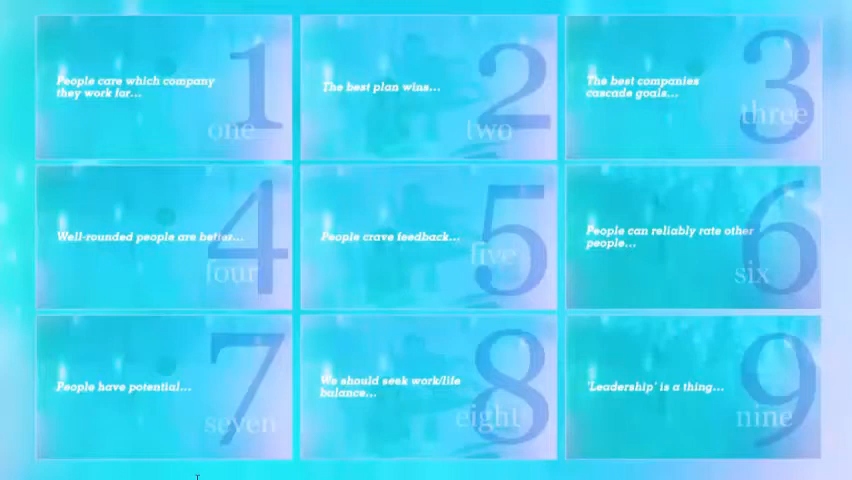 People care which company
they work for...
1
one
The best plan wins...
2
two
The best companies
cascade goals...
3
three
Well-rounded people are better...
4
four
People crave feedback...
5
five
People can reliably rate other
people...
6
six
People have potential...
7
seven
We should seek work/life
balance...
8
eight
'Leadership' is a thing...
9
nine